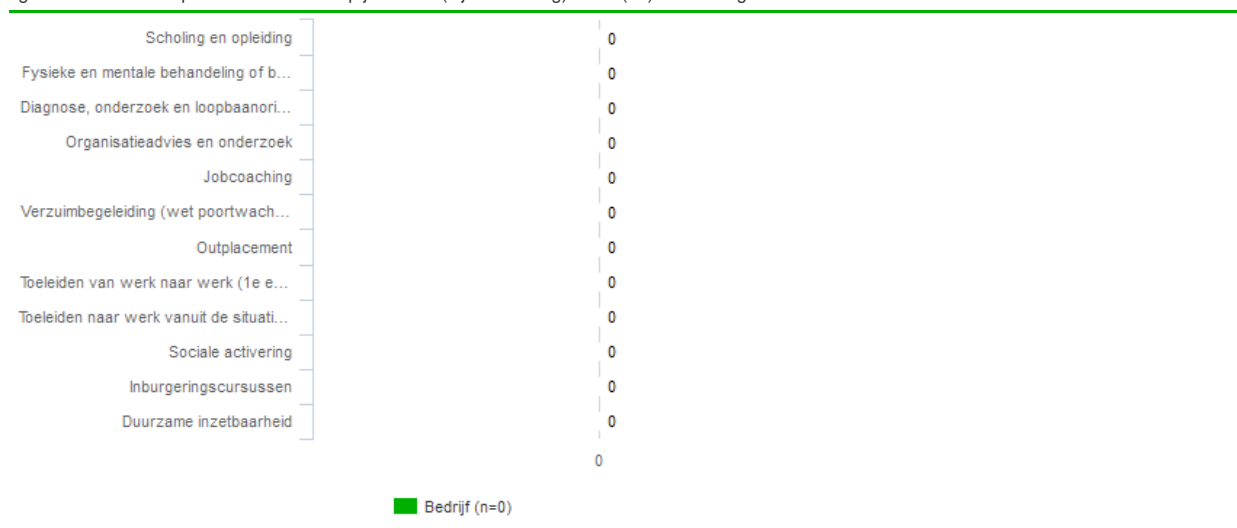 Scholing en opleiding 0
Fysieke en mentale behandeling of b... 0
Diagnose, onderzoek en loopbaanori... 0
Organisatieadvies en onderzoek 0
Jobcoaching 0
Verzuimbegeleiding (wet poortwach... 0
Outplacement 0
Toeleiden van werk naar werk (1e e... 0
Toeleiden naar werk vanuit de situati... 0
Sociale activering 0
Inburgeringscursussen 0
Duurzame inzetbaarheid 0
0
Bedrijf (n=0)